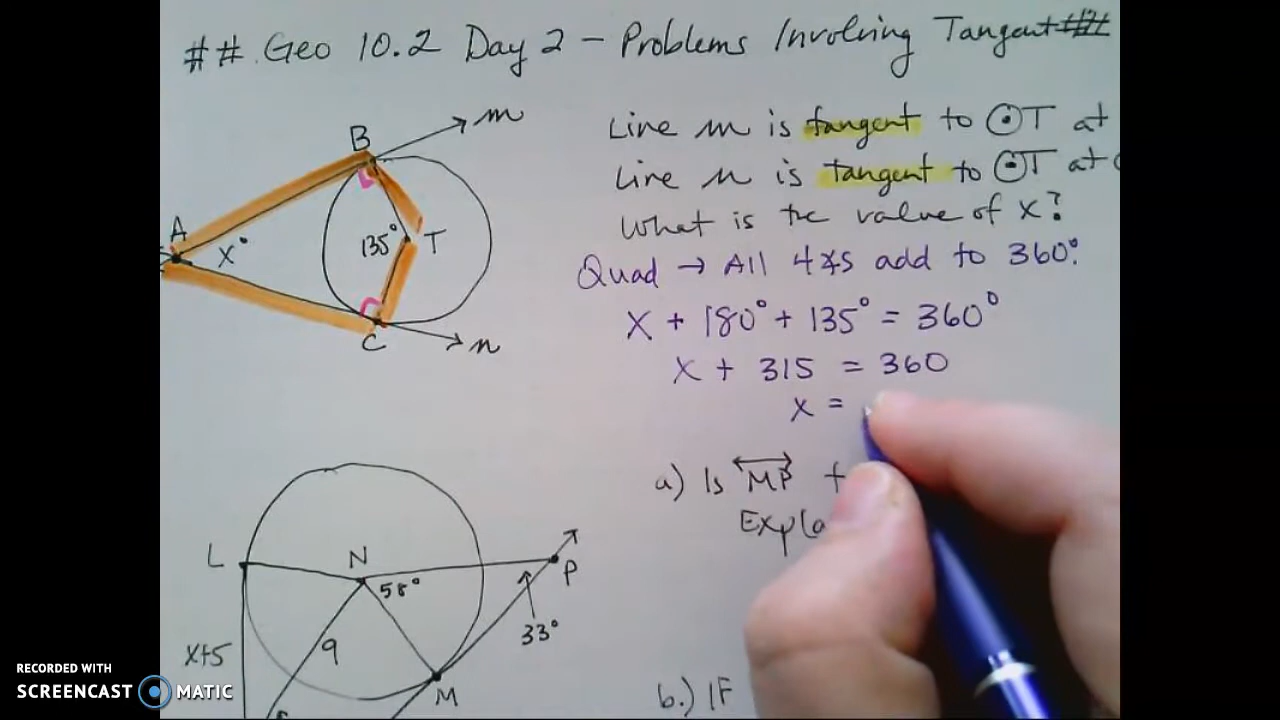 ## Geo 10.2 Day 2 - Problems Involving Tangent
B
m
A
x°
135°
T
C
n
Line m is tangent to ⊙T at
Line n is tangent to ⊙T at
What is the value of x?
Quad → All 4∡s add to 360°.
x + 180° + 135° = 360°
x + 315 = 360
x =
a) Is MP
Expla
b.) IF
L
N
58°
P
33°
9
x+5
M
RECORDED WITH
SCREENCAST MATIC